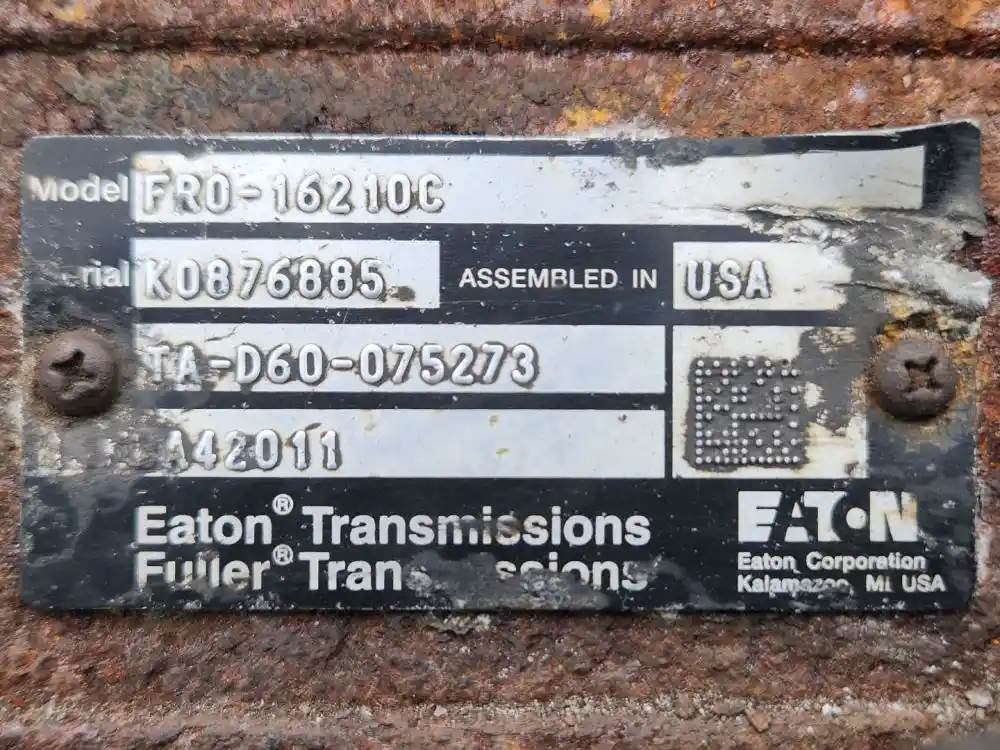 Model FRO-16210C
K0876885 ASSEMBLED IN USA
TA-D60-075273
A42011
Eaton® Transmissions
Fuller®
EATON
Eaton Corporation
Kalamazoo, MI. USA